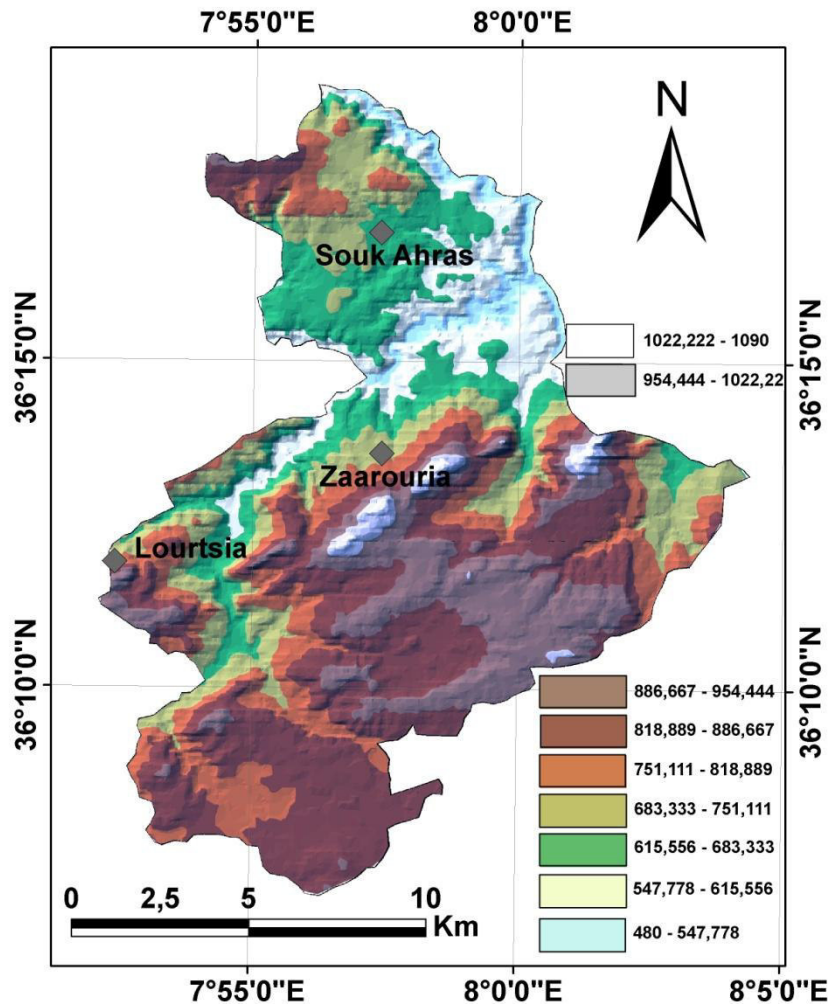 7°55'0"E 8°0'0"E
N
Souk Ahras
36°15'0"N 36°15'0"N
1022,222 - 1090
954,444 - 1022,22
Zaarouria
Lourtsia
36°10'0"N 36°10'0"N
886,667 - 954,444
818,889 - 886,667
751,111 - 818,889
683,333 - 751,111
615,556 - 683,333
547,778 - 615,556
480 - 547,778
0 2,5 5 10
Km
7°55'0"E 8°0'0"E 8°5'0"E